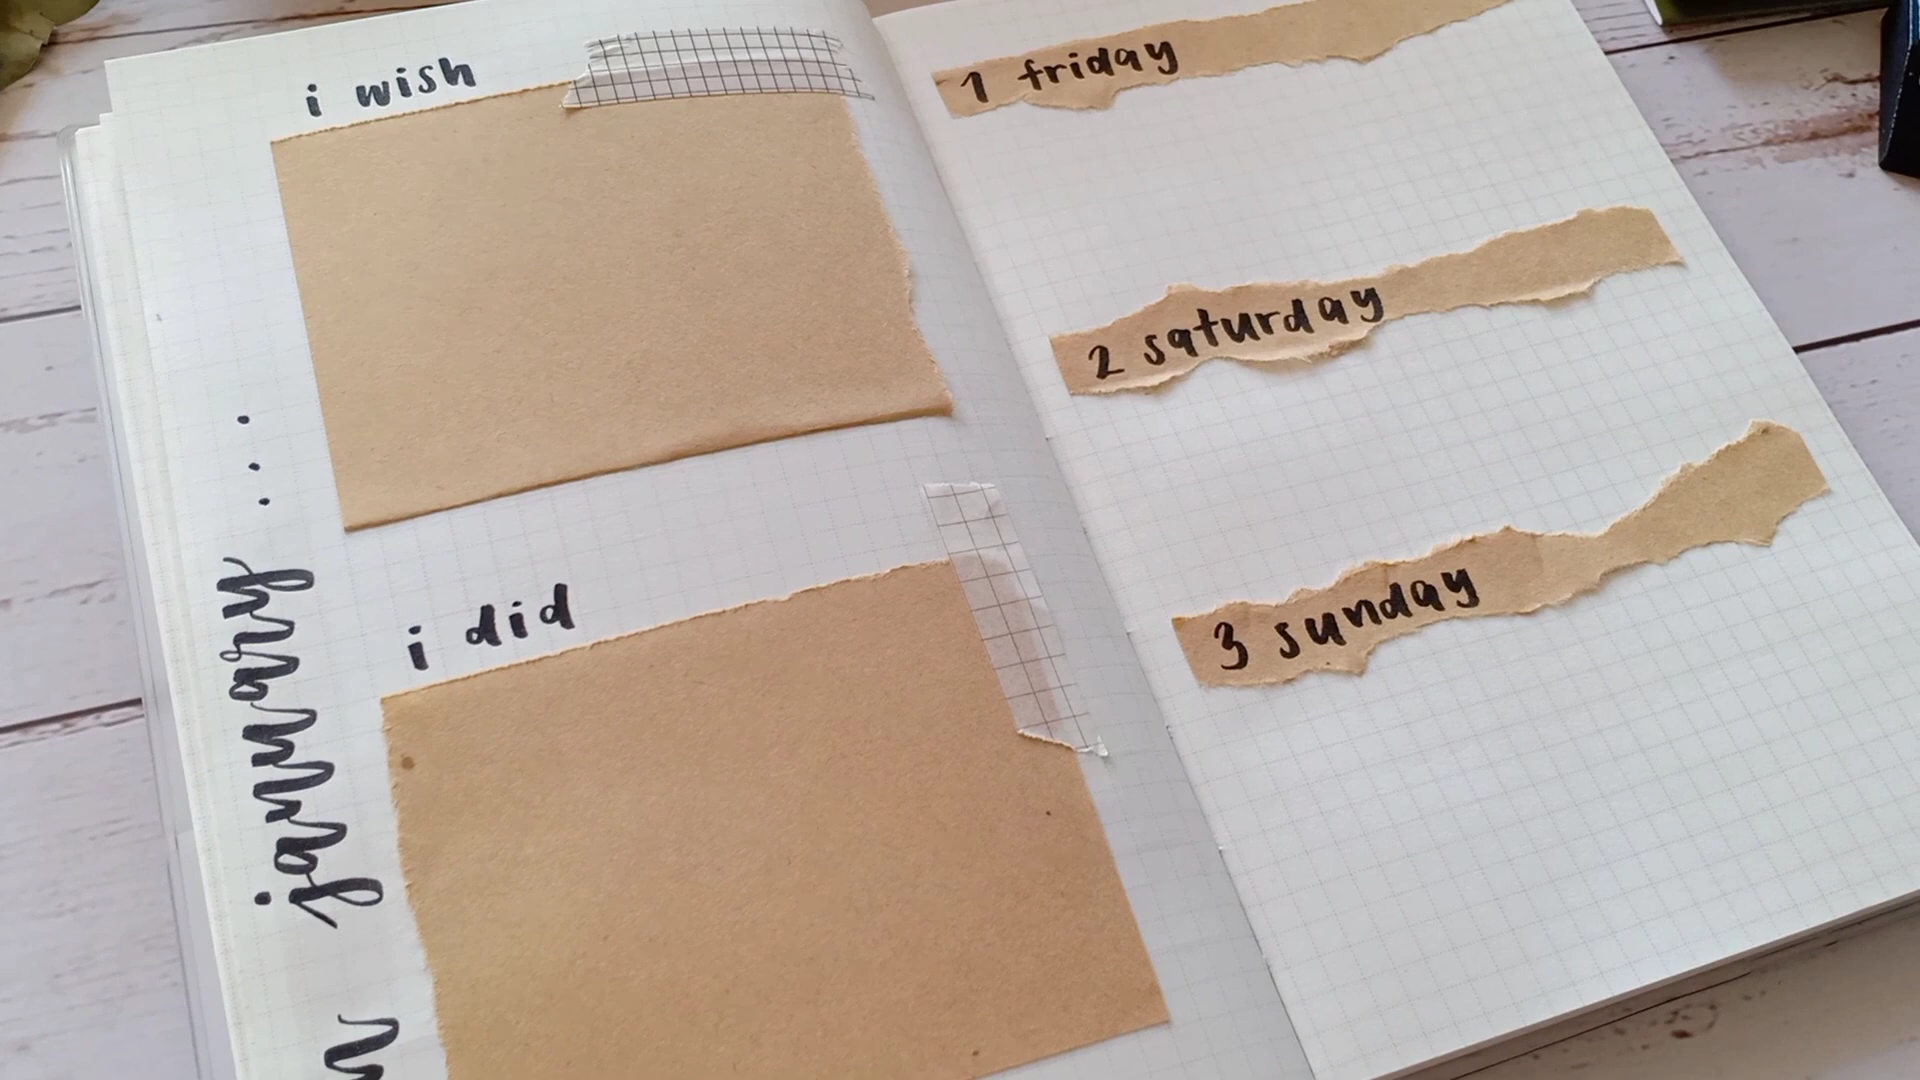 i wish
i did
january...
1 friday
2 saturday
3 sunday